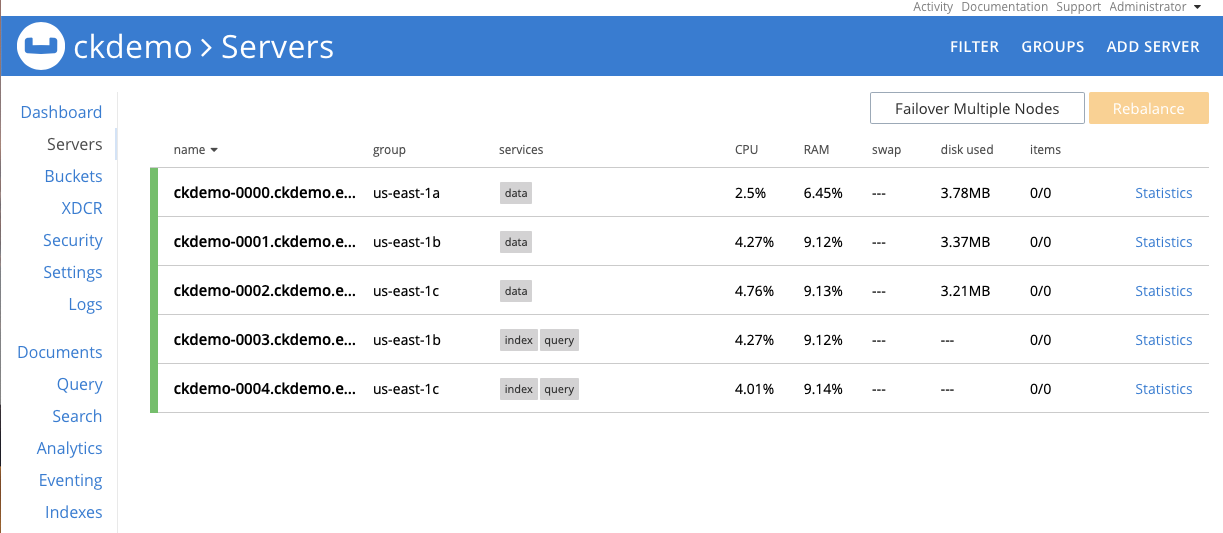 Activity Documentation Support Administrator
ckdemo > Servers FILTER GROUPS ADD SERVER
Dashboard
Servers
Buckets
XDCR
Security
Settings
Logs
Documents
Query
Search
Analytics
Eventing
Indexes
Failover Multiple Nodes Rebalance
name group services CPU RAM swap disk used items
ckdemo-0000.ckdemo.e... us-east-1a data 2.5% 6.45% --- 3.78MB 0/0 Statistics
ckdemo-0001.ckdemo.e... us-east-1b data 4.27% 9.12% --- 3.37MB 0/0 Statistics
ckdemo-0002.ckdemo.e... us-east-1c data 4.76% 9.13% --- 3.21MB 0/0 Statistics
ckdemo-0003.ckdemo.e... us-east-1b index query 4.27% 9.12% --- --- 0/0 Statistics
ckdemo-0004.ckdemo.e... us-east-1c index query 4.01% 9.14% --- --- 0/0 Statistics